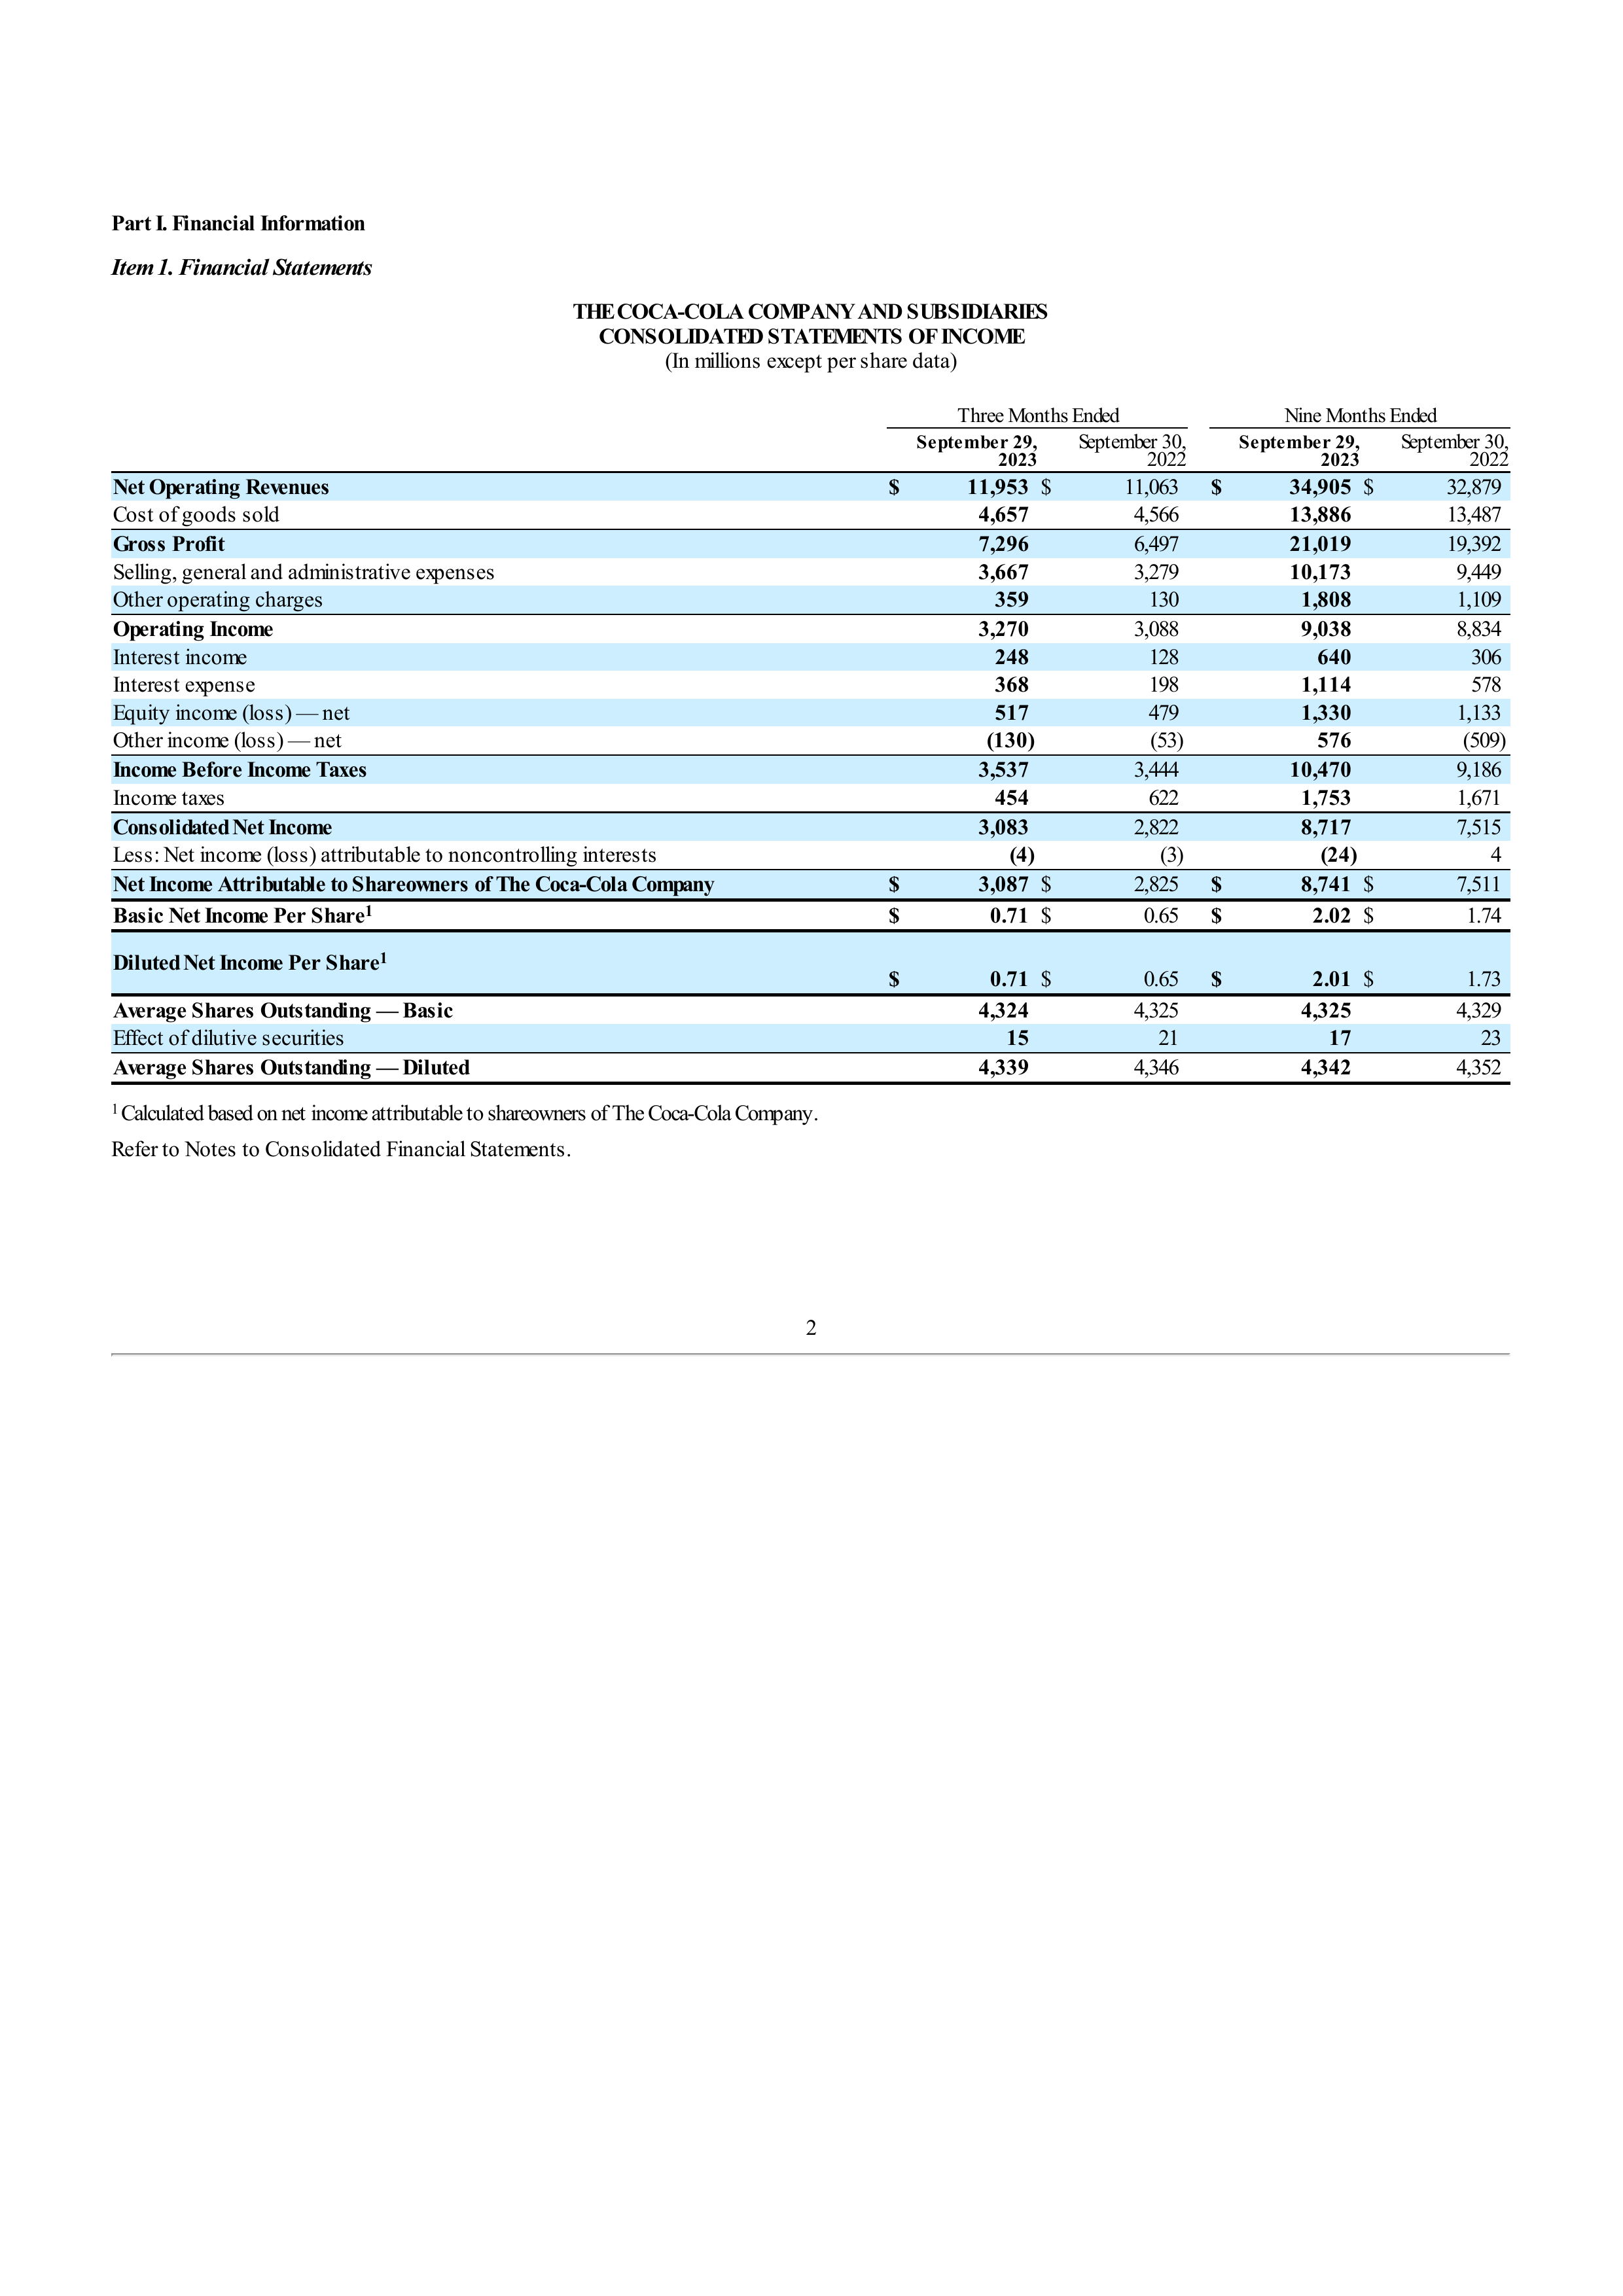 Part I. Financial Information
Item 1. Financial Statements
THE COCA-COLA COMPANY AND SUBSIDIARIES
CONSOLIDATED STATEMENTS OF INCOME
(In millions except per share data)
Three Months Ended Nine Months Ended
September 29, September 30, September 29, September 30,
2023 2022 2023 2022
Net Operating Revenues $ 11,953 $ 11,063 $ 34,905 $ 32,879
Cost of goods sold 4,657 4,566 13,886 13,487
Gross Profit 7,296 6,497 21,019 19,392
Selling, general and administrative expenses 3,667 3,279 10,173 9,449
Other operating charges 359 130 1,808 1,109
Operating Income 3,270 3,088 9,038 8,834
Interest income 248 128 640 306
Interest expense 368 198 1,114 578
Equity income (loss) — net 517 479 1,330 1,133
Other income (loss) — net (130) (53) 576 (509)
Income Before Income Taxes 3,537 3,444 10,470 9,186
Income taxes 454 622 1,753 1,671
Consolidated Net Income 3,083 2,822 8,717 7,515
Less: Net income (loss) attributable to noncontrolling interests (4) (3) (24) 4
Net Income Attributable to Shareowners of The Coca-Cola Company $ 3,087 $ 2,825 $ 8,741 $ 7,511
Basic Net Income Per Share1 $ 0.71 $ 0.65 $ 2.02 $ 1.74
Diluted Net Income Per Share1 $ 0.71 $ 0.65 $ 2.01 $ 1.73
Average Shares Outstanding — Basic 4,324 4,325 4,325 4,329
Effect of dilutive securities 15 21 17 23
Average Shares Outstanding — Diluted 4,339 4,346 4,342 4,352
1 Calculated based on net income attributable to shareowners of The Coca-Cola Company.
Refer to Notes to Consolidated Financial Statements.
2